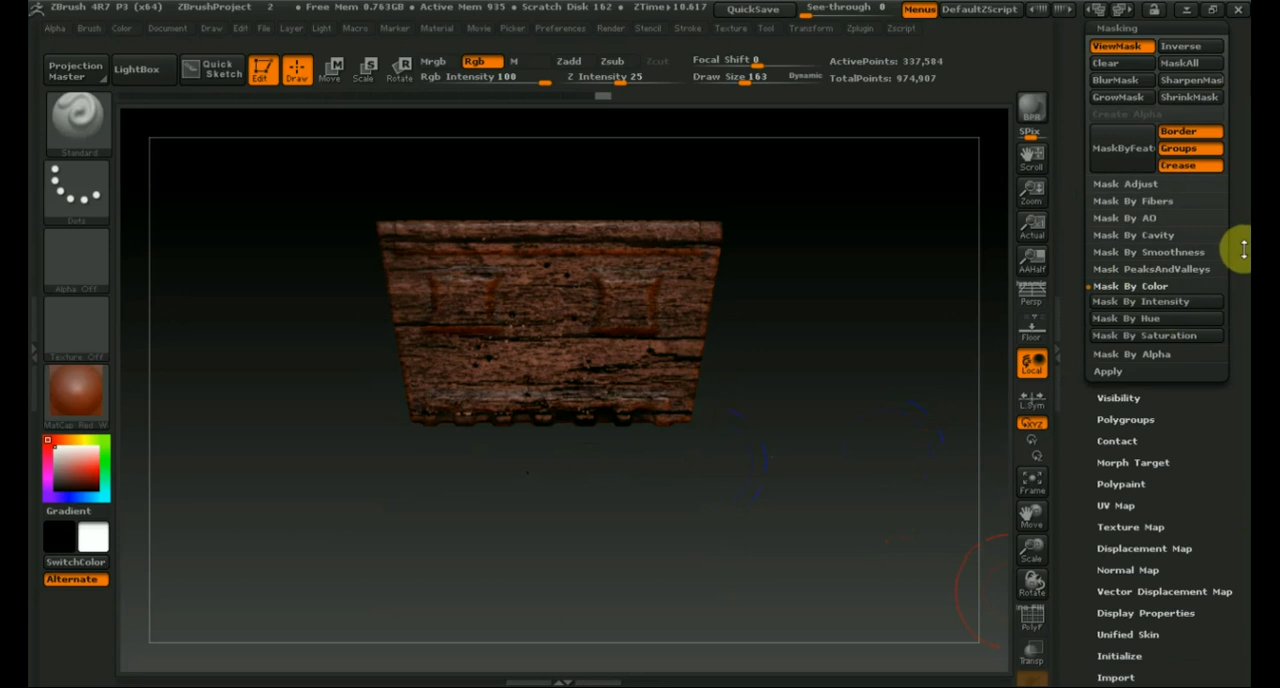 ZBrush 4R7 P3 (x64) ZBrushProject 2 • Free Mem 0.763GB • Active Mem 935 • Scratch Disk 162 • ZTime▸10.617 QuickSave See-through 0 Menus DefaultZScript
Alpha Brush Color Document Draw Edit File Layer Light Macro Marker Material Movie Picker Preferences Render Stencil Stroke Texture Tool Transform Zplugin Zscript
Projection Master
LightBox
Quick Sketch
Edit
Draw
Move
Scale
Rotate
Mrgb Rgb M Zadd Zsub Zcut
Rgb Intensity 100 Z Intensity 25
Focal Shift 0
Draw Size 163 Dynamic
ActivePoints: 337,584
TotalPoints: 974,907
Standard
Dots
Alpha Off
Texture Off
MatCap Red W
Gradient
SwitchColor
Alternate
BPR
SPix
Scroll
Zoom
Actual
AAHalf
Persp
Floor
Local
L.Sym
Frame
Move
Scale
Rotate
PolyF
Transp
Masking
ViewMask Inverse
Clear MaskAll
BlurMask SharpenMas
GrowMask ShrinkMask
Create Alpha
MaskByFeat
Border
Groups
Crease
Mask Adjust
Mask By Fibers
Mask By AO
Mask By Cavity
Mask By Smoothness
Mask PeaksAndValleys
Mask By Color
Mask By Intensity
Mask By Hue
Mask By Saturation
Mask By Alpha
Apply
Visibility
Polygroups
Contact
Morph Target
Polypaint
UV Map
Texture Map
Displacement Map
Normal Map
Vector Displacement Map
Display Properties
Unified Skin
Initialize
Import